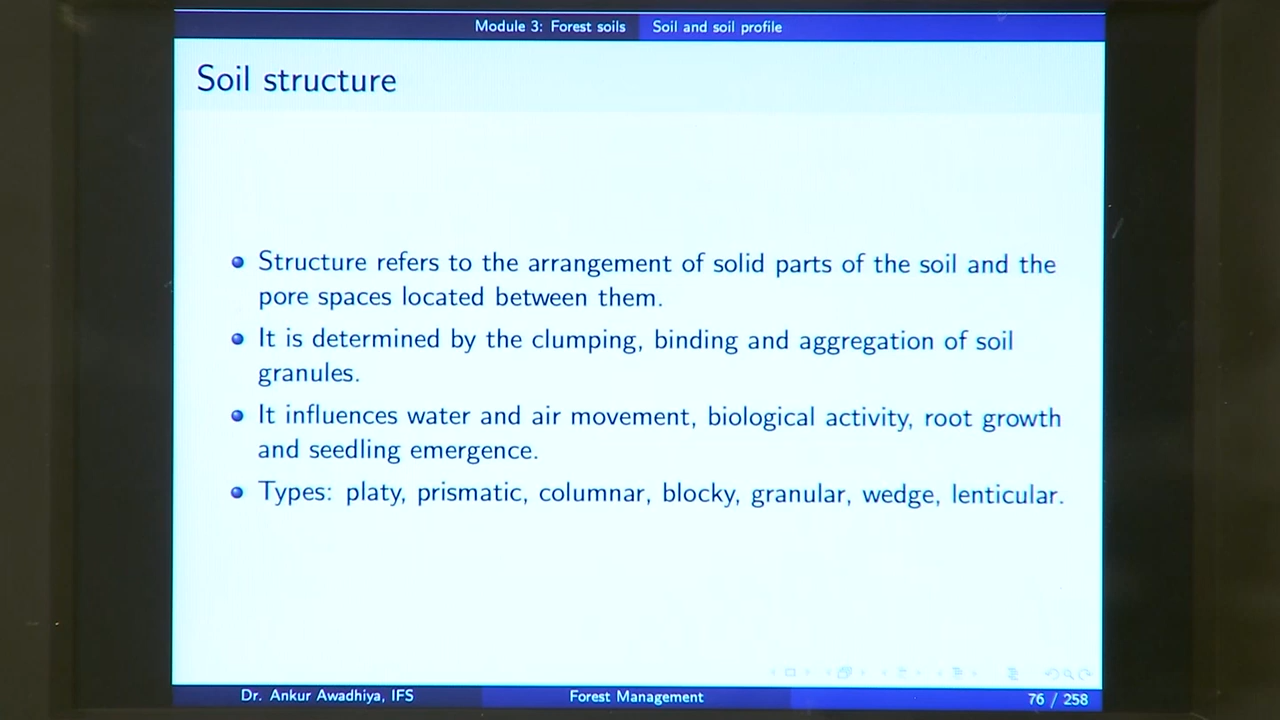 Module 3: Forest soils Soil and soil profile
Soil structure
Structure refers to the arrangement of solid parts of the soil and the
pore spaces located between them.
It is determined by the clumping, binding and aggregation of soil
granules.
It influences water and air movement, biological activity, root growth
and seedling emergence.
Types: platy, prismatic, columnar, blocky, granular, wedge, lenticular.
Dr. Ankur Awadhiya, IFS Forest Management 76 / 258